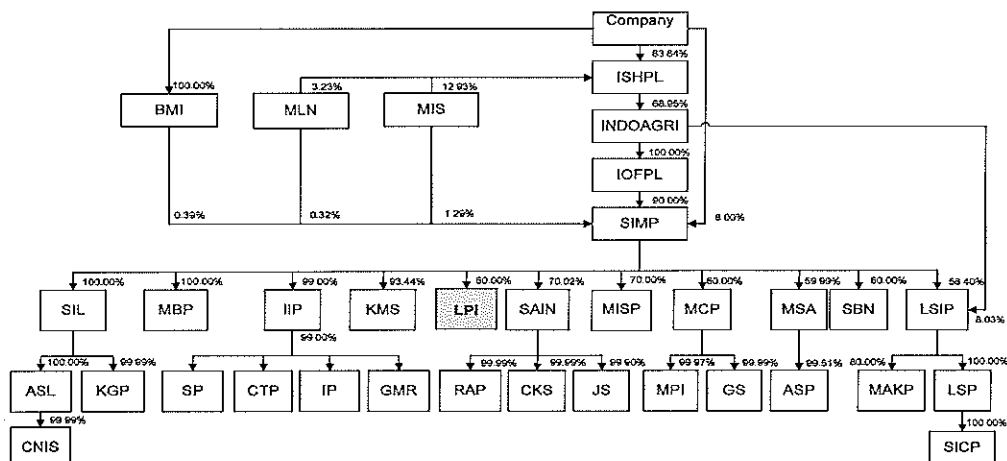 Company
83.84%
ISHPL
100.00%
3.23%
12.93%
68.95%
BMI
MLN
MIS
INDOAGRI
100.00%
IOFPL
0.39%
0.32%
1.29%
90.00%
8.00%
SIMP
100.00%
100.00%
99.00%
93.44%
60.00%
70.02%
70.00%
60.00%
59.99%
60.00%
58.40%
SIL
MBP
IIP
KMS
LPI
SAIN
MISP
MCP
MSA
SBN
LSIP
8.03%
99.00%
100.00%
99.99%
99.99%
99.99%
99.90%
99.97%
99.99%
99.51%
80.00%
100.00%
ASL
KGP
SP
CTP
IP
GMR
RAP
CKS
JS
MPI
GS
ASP
MAKP
LSP
99.99%
100.00%
CNIS
SICP